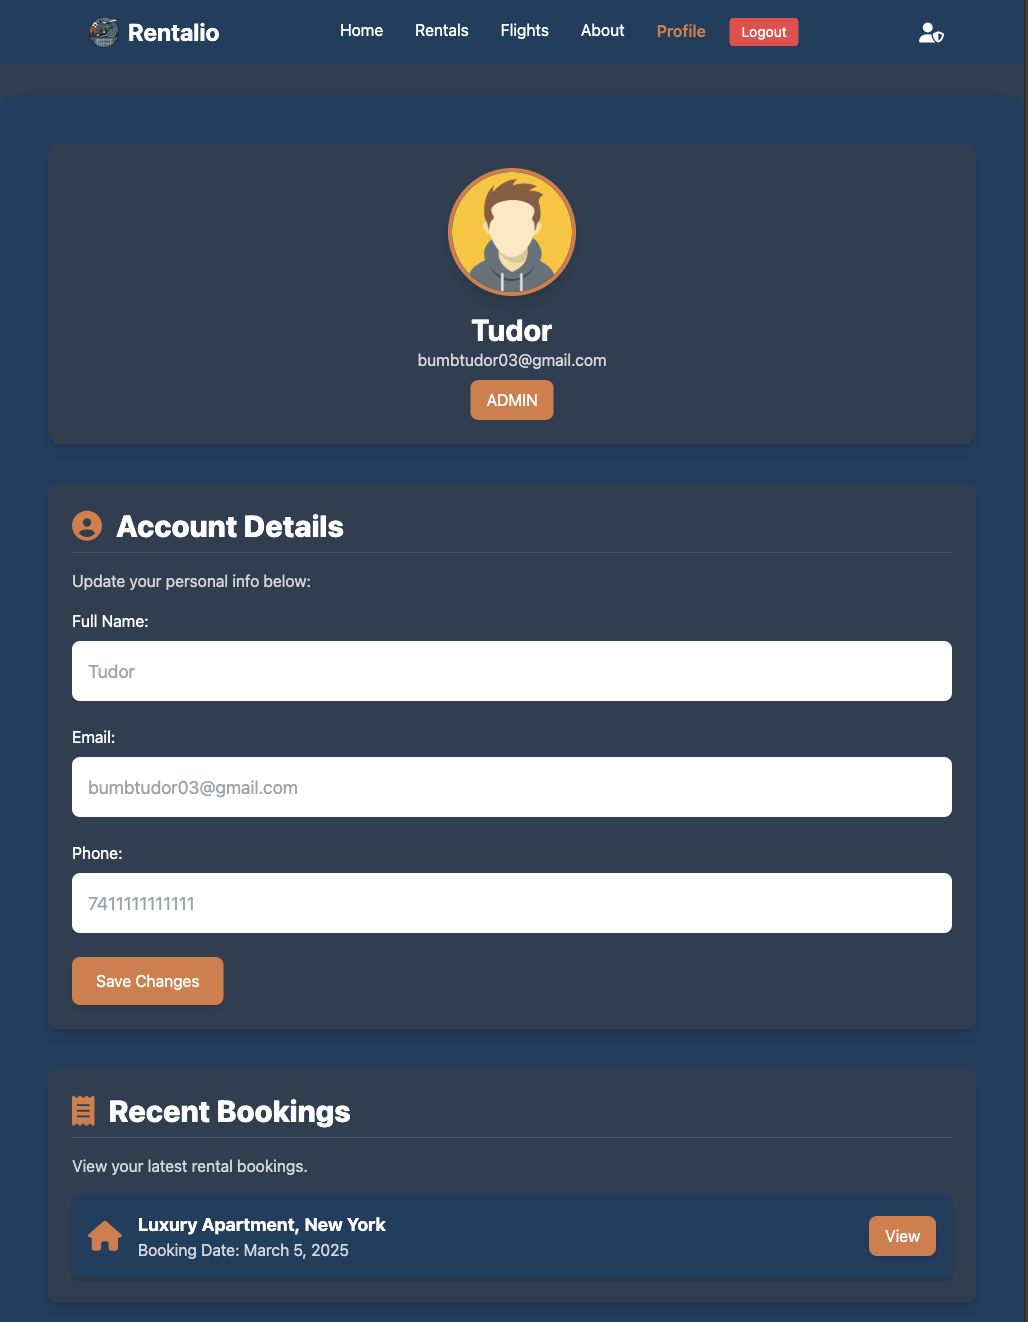 Rentalio
Home Rentals Flights About Profile Logout
Tudor
bumbtudor03@gmail.com
ADMIN
Account Details
Update your personal info below:
Full Name:
Tudor
Email:
bumbtudor03@gmail.com
Phone:
7411111111111
Save Changes
Recent Bookings
View your latest rental bookings.
Luxury Apartment, New York
Booking Date: March 5, 2025
View